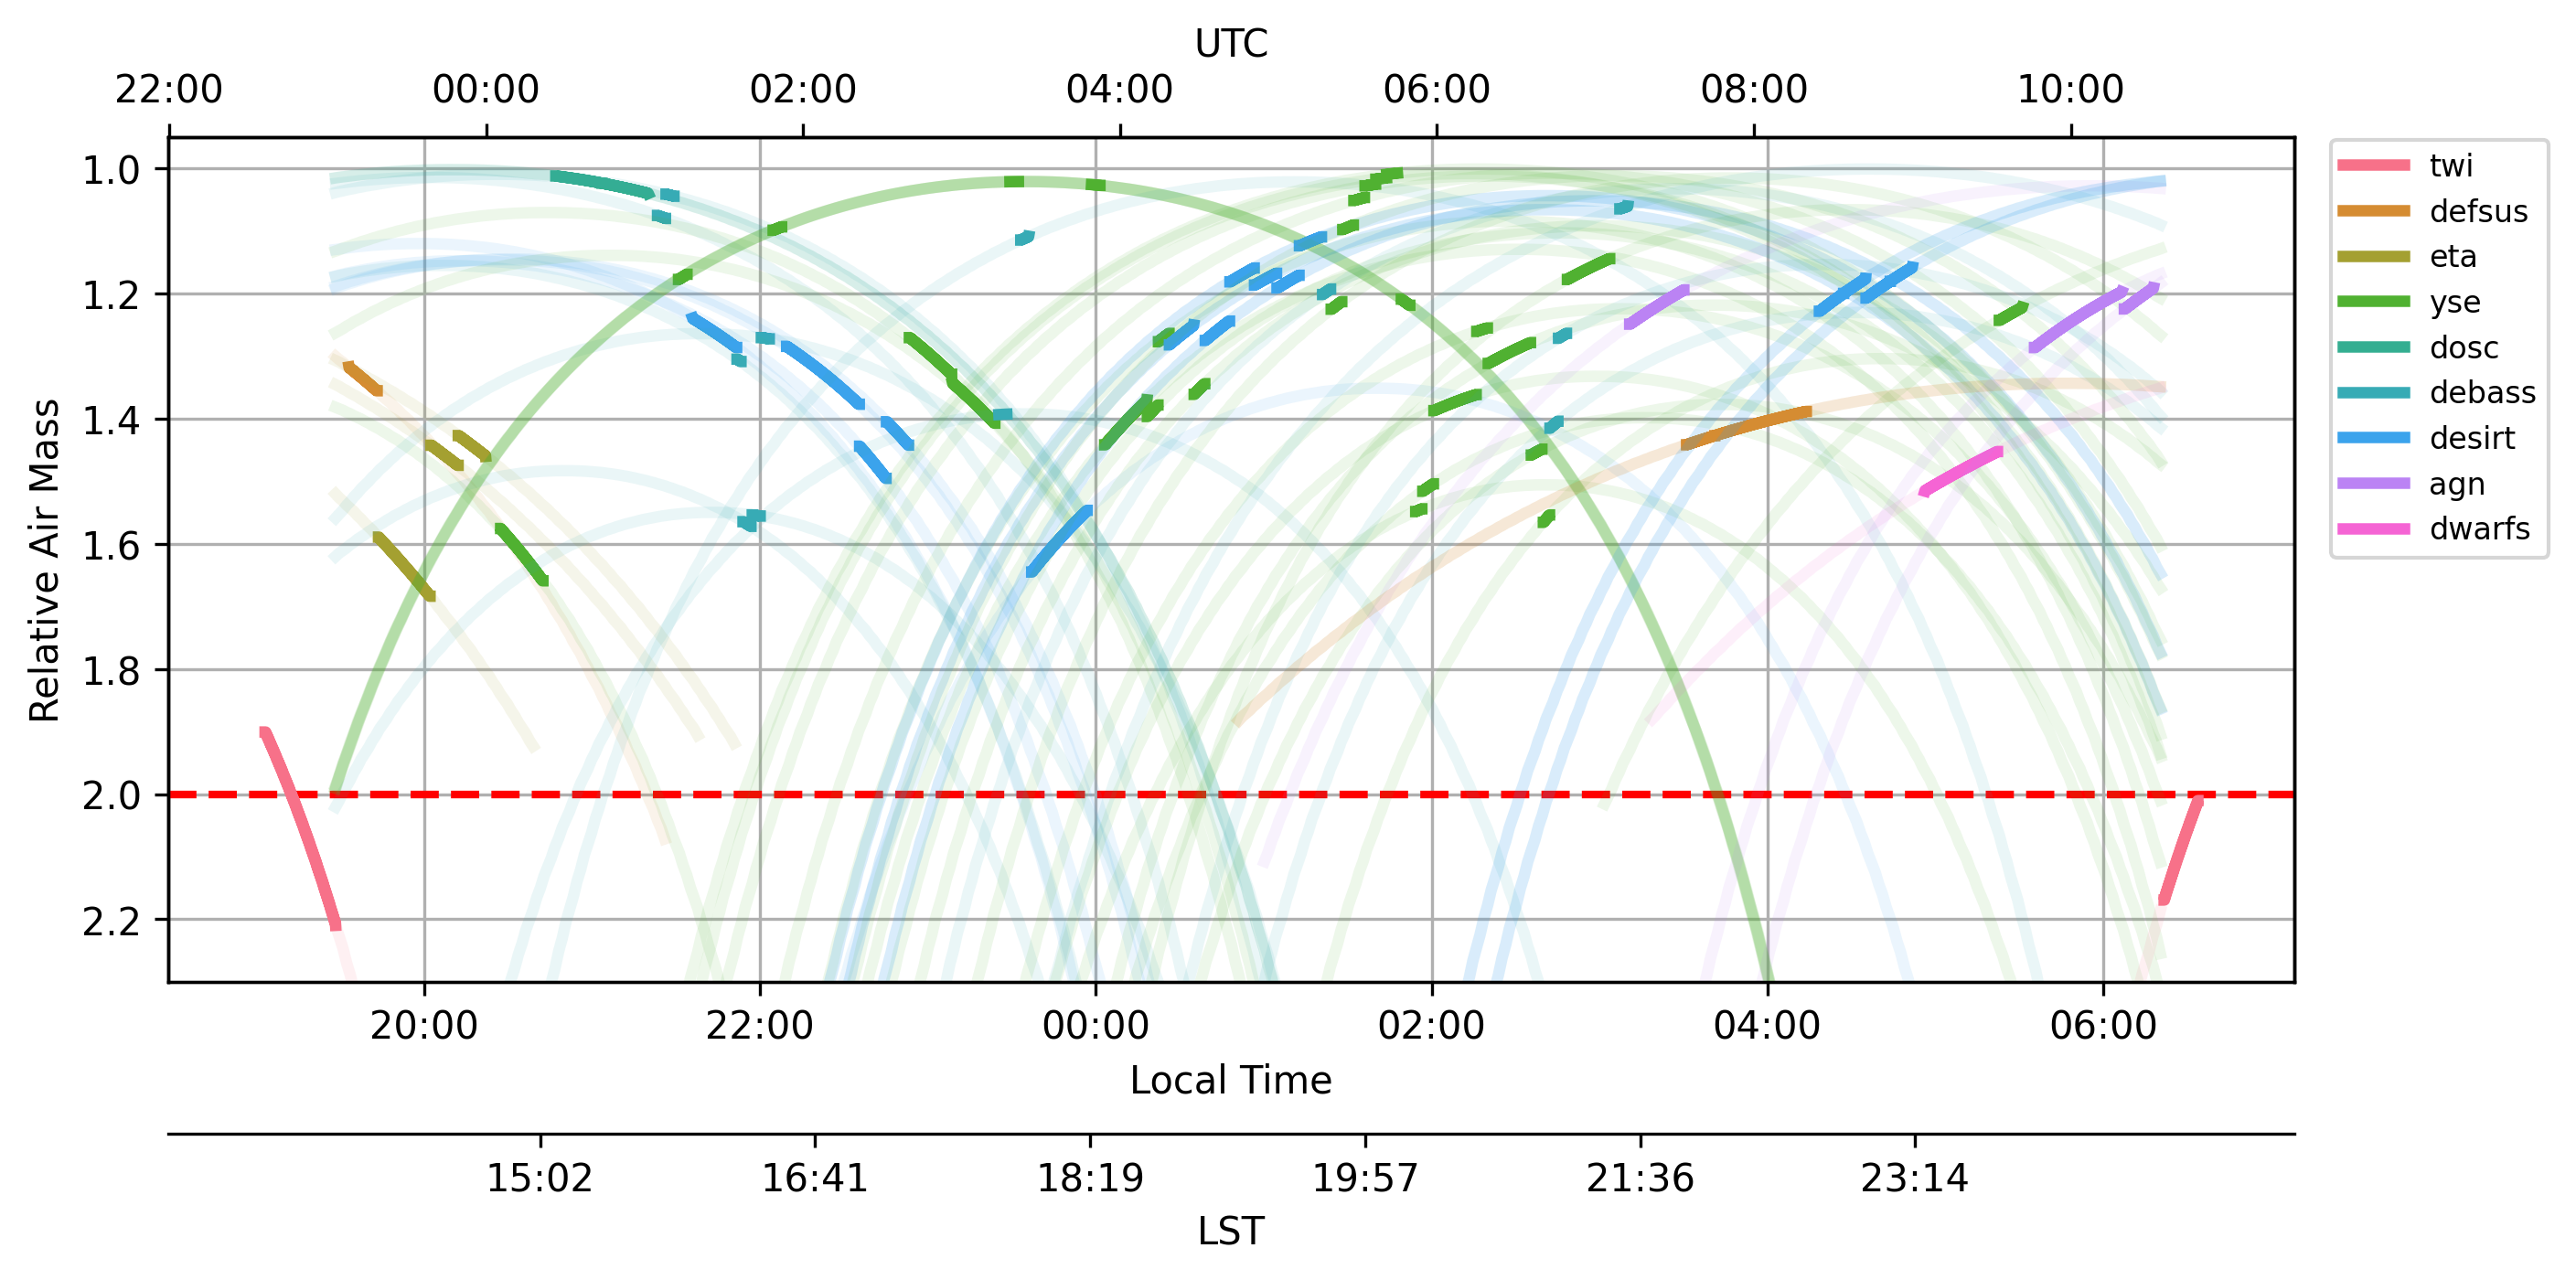 UTC
22:00 00:00 02:00 04:00 06:00 08:00 10:00
Relative Air Mass
1.0
1.2
1.4
1.6
1.8
2.0
2.2
twi
defsus
eta
yse
dosc
debass
desirt
agn
dwarfs
20:00 22:00 00:00 02:00 04:00 06:00
Local Time
15:02 16:41 18:19 19:57 21:36 23:14
LST